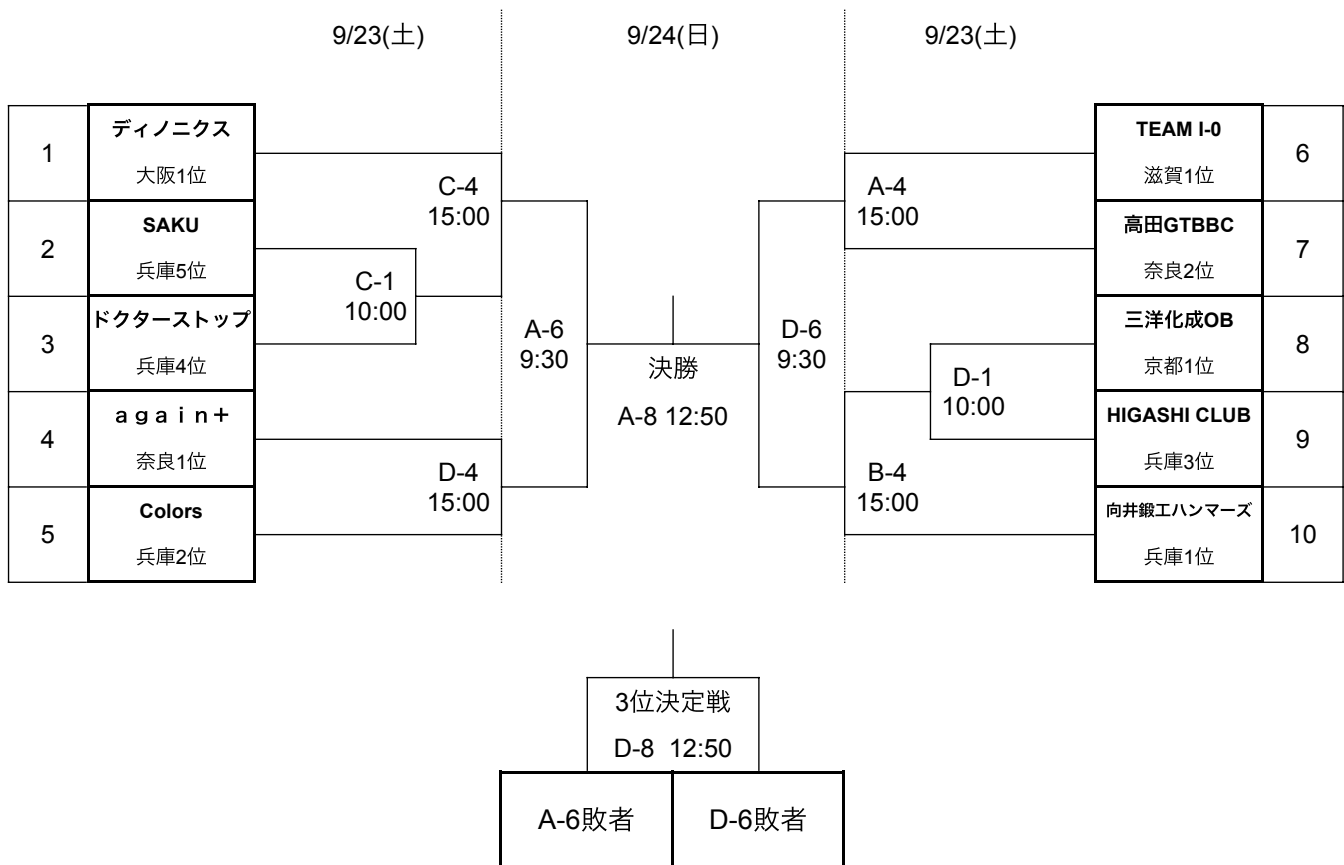 9/23(土)
9/24(日)
9/23(土)
1
ディノニクス
大阪1位
2
SAKU
兵庫5位
3
ドクターストップ
兵庫4位
4
ａｇａｉｎ＋
奈良1位
5
Colors
兵庫2位
C-4
15:00
C-1
10:00
D-4
15:00
A-6
9:30
決勝
A-8 12:50
D-6
9:30
A-4
15:00
D-1
10:00
B-4
15:00
TEAM I-0
滋賀1位
6
高田GTBBC
奈良2位
7
三洋化成OB
京都1位
8
HIGASHI CLUB
兵庫3位
9
向井鍛工ハンマーズ
兵庫1位
10
3位決定戦
D-8 12:50
A-6敗者
D-6敗者